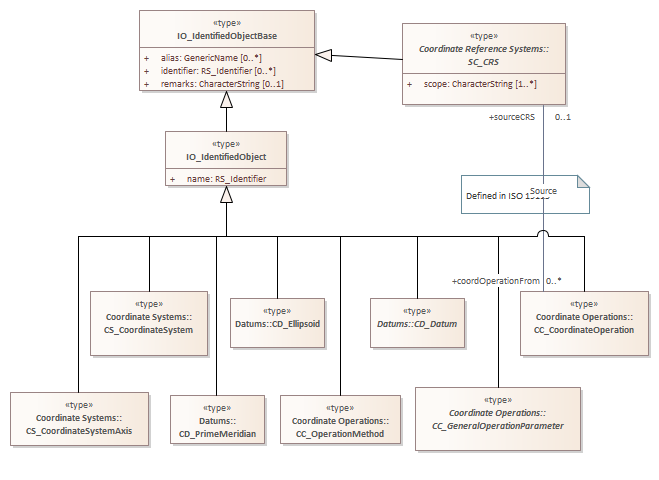 «type»
IO_IdentifiedObjectBase
+ alias: GenericName [0..*]
+ identifier: RS_Identifier [0..*]
+ remarks: CharacterString [0..1]
«type»
Coordinate Reference Systems::
SC_CRS
+ scope: CharacterString [1..*]
+sourceCRS 0..1
«type»
IO_IdentifiedObject
+ name: RS_Identifier
Source
Defined in ISO
+coordOperationFrom 0..*
«type»
Coordinate Systems::
CS_CoordinateSystem
«type»
Datums::CD_Ellipsoid
«type»
Datums::CD_Datum
«type»
Coordinate Operations::
CC_CoordinateOperation
«type»
Coordinate Systems::
CS_CoordinateSystemAxis
«type»
Datums::
CD_PrimeMeridian
«type»
Coordinate Operations::
CC_OperationMethod
«type»
Coordinate Operations::
CC_GeneralOperationParameter